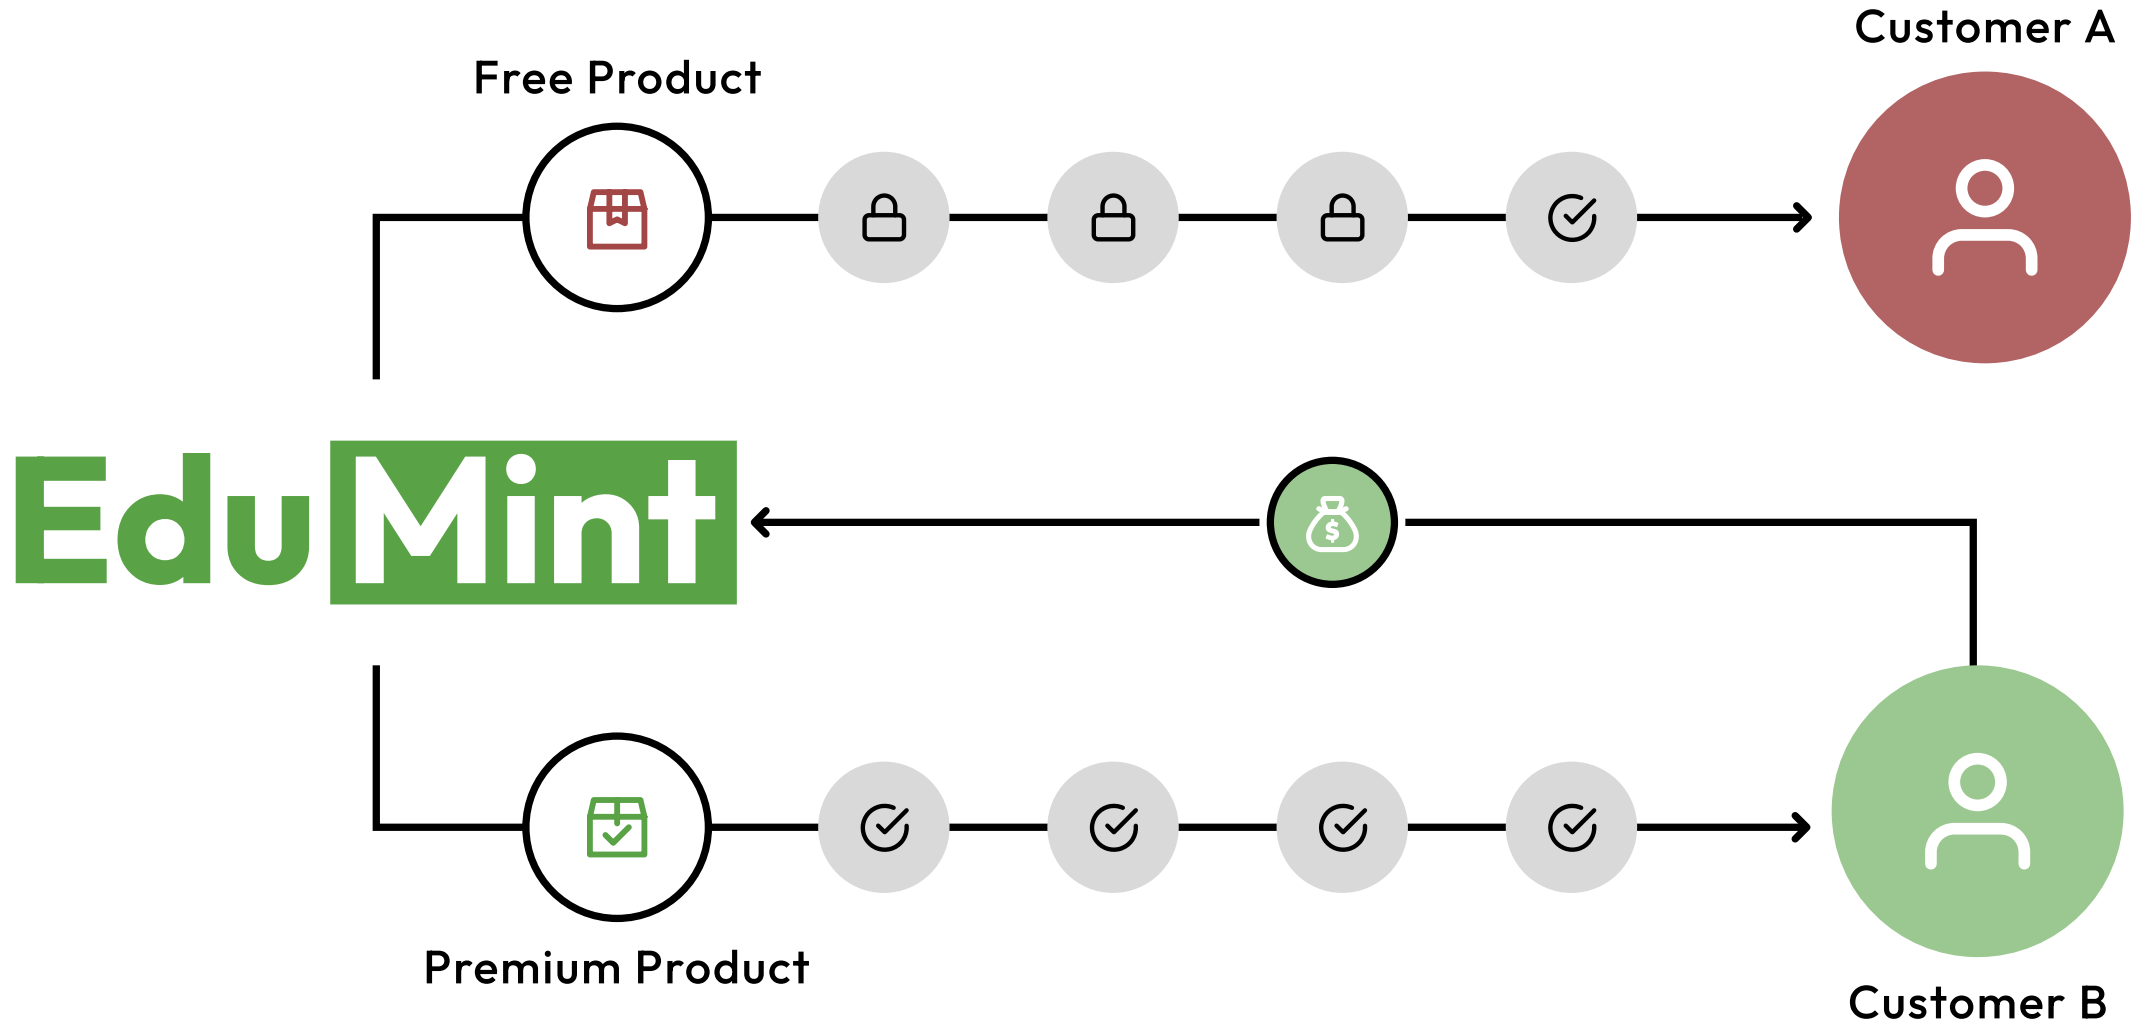 Customer A
Free Product
EduMint
$
Premium Product
Customer B